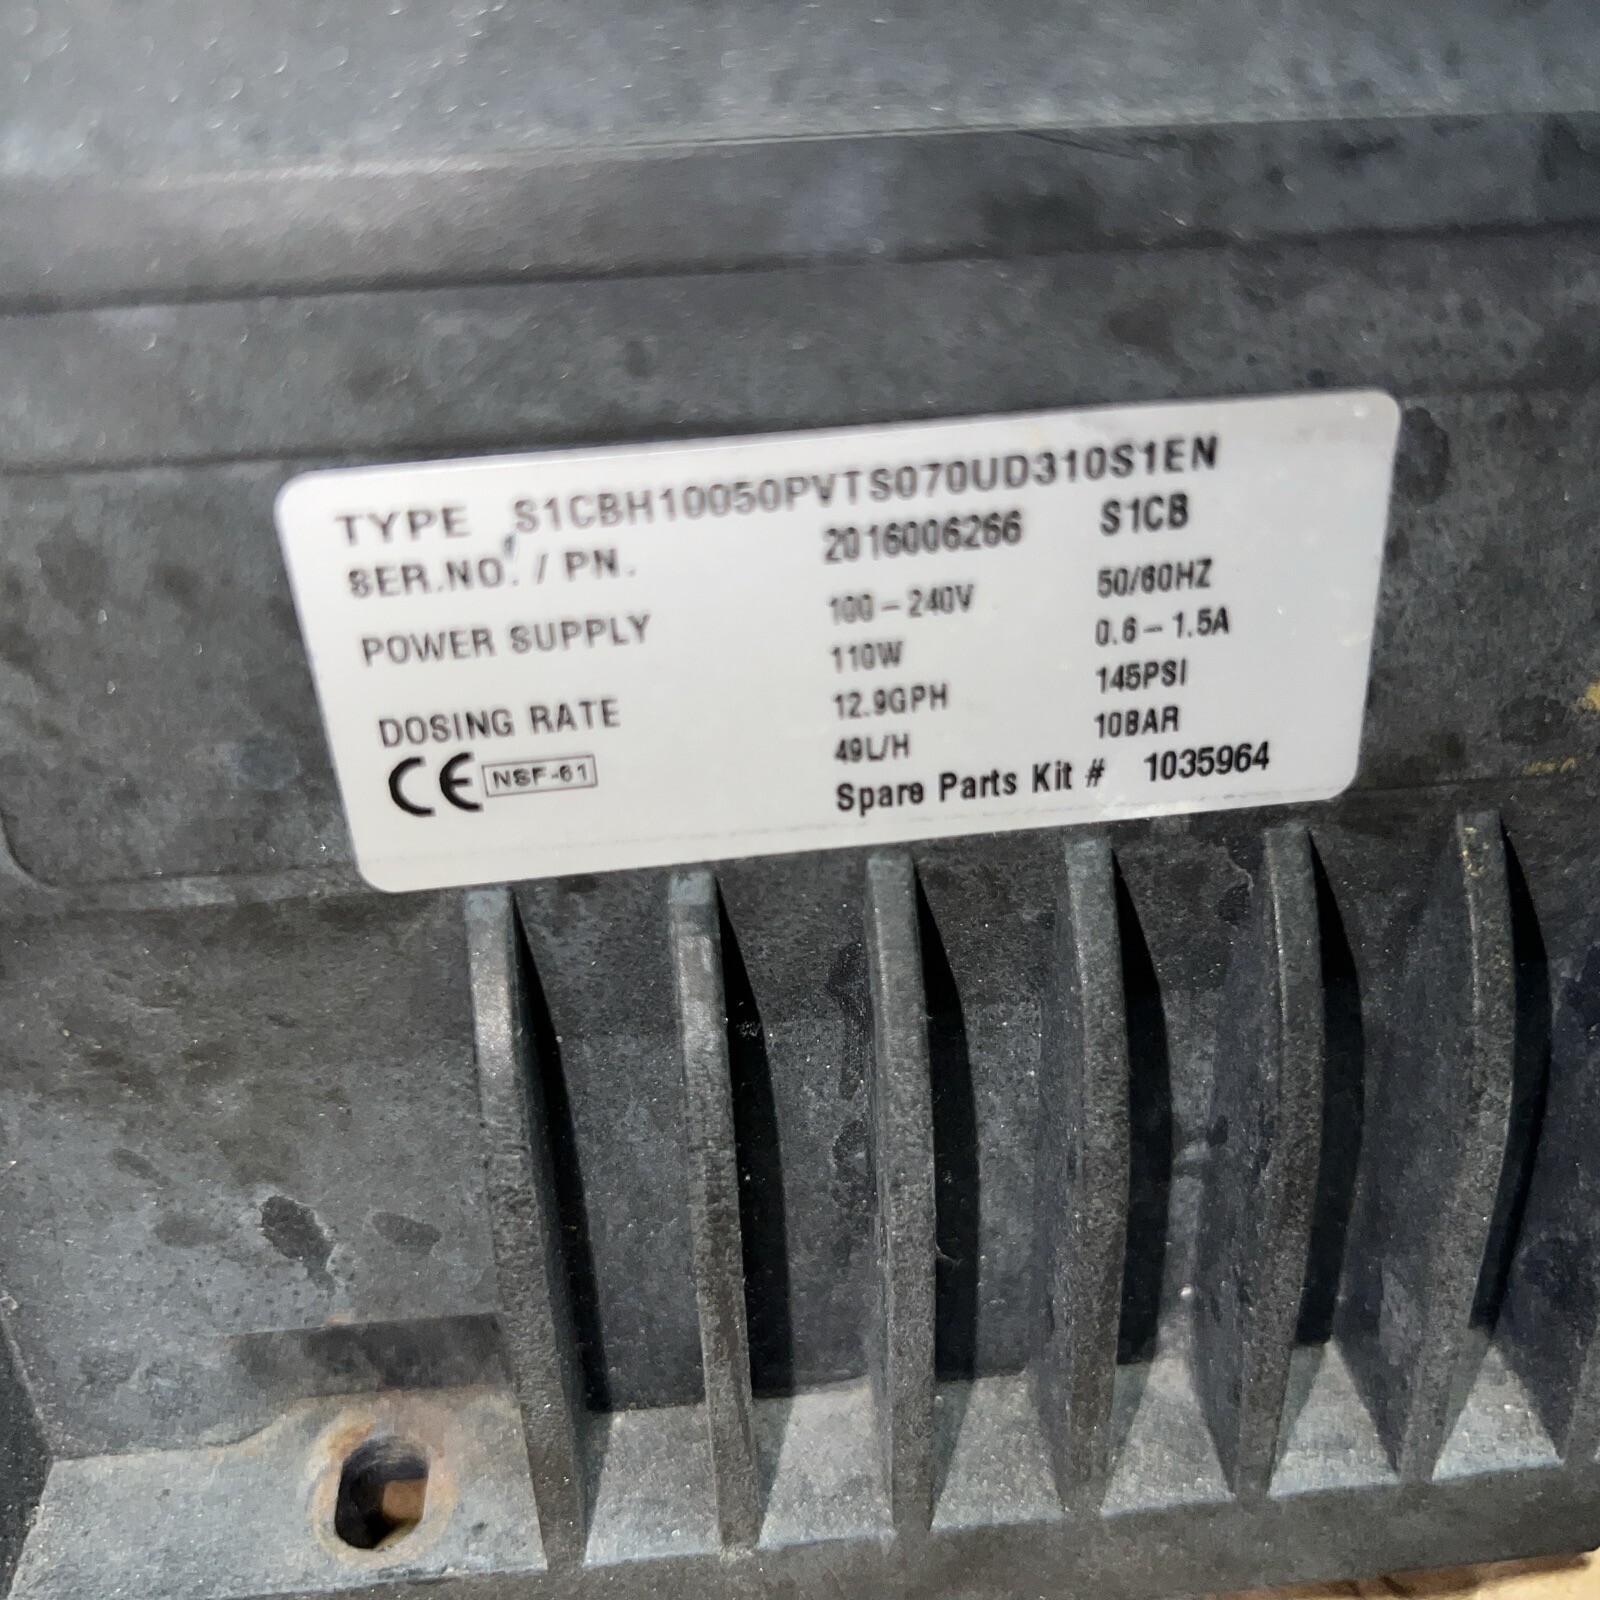 TYPE S1CBH10050PVTS070UD310S1EN
SER.NO. / PN. 2016006266 S1CB
POWER SUPPLY 100-240V 50/60HZ
110W 0.6-1.5A
DOSING RATE 12.9GPH 145PSI
49L/H 10BAR
CE NSF-61 Spare Parts Kit # 1035964